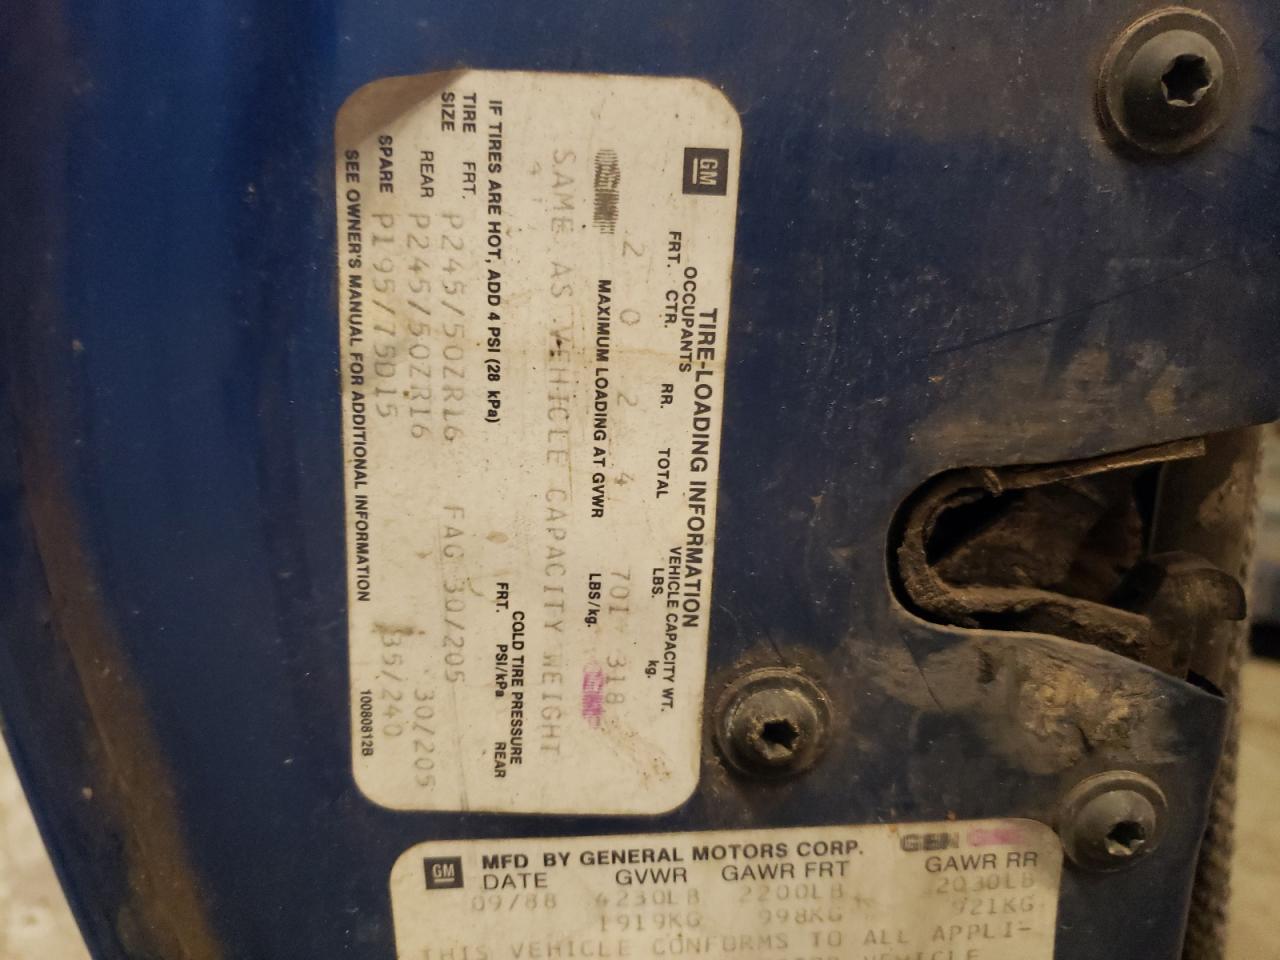 GM
TIRE-LOADING INFORMATION
OCCUPANTS VEHICLE CAPACITY WT.
FRT. CTR. RR. TOTAL LBS. kg.
2 0 2 4 701 318
MAXIMUM LOADING AT GVWR LBS/kg.
SAME AS VEHICLE CAPACITY WEIGHT
COLD TIRE PRESSURE
IF TIRES ARE HOT, ADD 4 PSI (28 kPa) FRT. PSI/kPa REAR
TIRE FRT. P245/50ZR16 FAG 30/205
SIZE REAR P245/50ZR16 30/205
SPARE P195/75D15 35/240
SEE OWNER'S MANUAL FOR ADDITIONAL INFORMATION 10080812B
GM MFD BY GENERAL MOTORS CORP. GEN
DATE GVWR GAWR FRT GAWR RR
09/88 4230LB 2200LB 2030LB
1919KG 998KG 921KG
THIS VEHICLE CONFORMS TO ALL APPLI-
VEHICLE